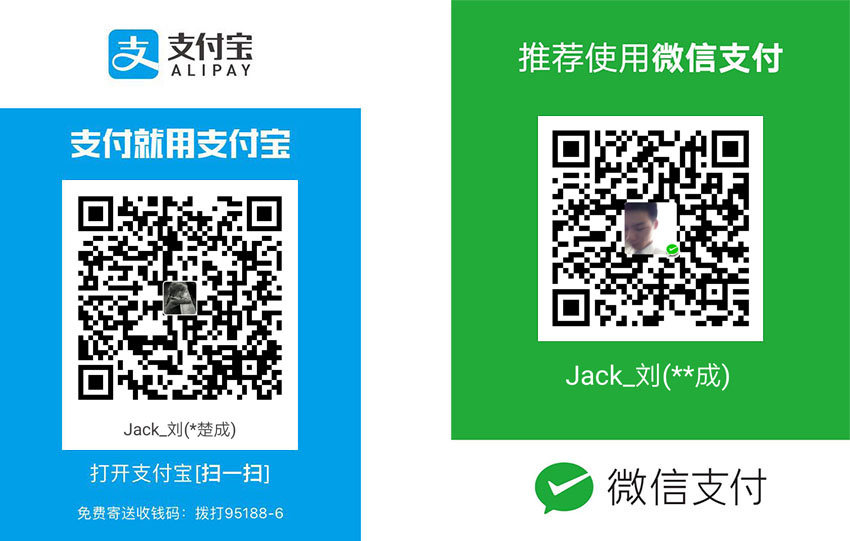 支付宝
ALIPAY
支付就用支付宝
Jack_刘(*楚成)
打开支付宝[扫一扫]
免费寄送收钱码：拨打95188-6
推荐使用微信支付
Jack_刘(**成)
微信支付